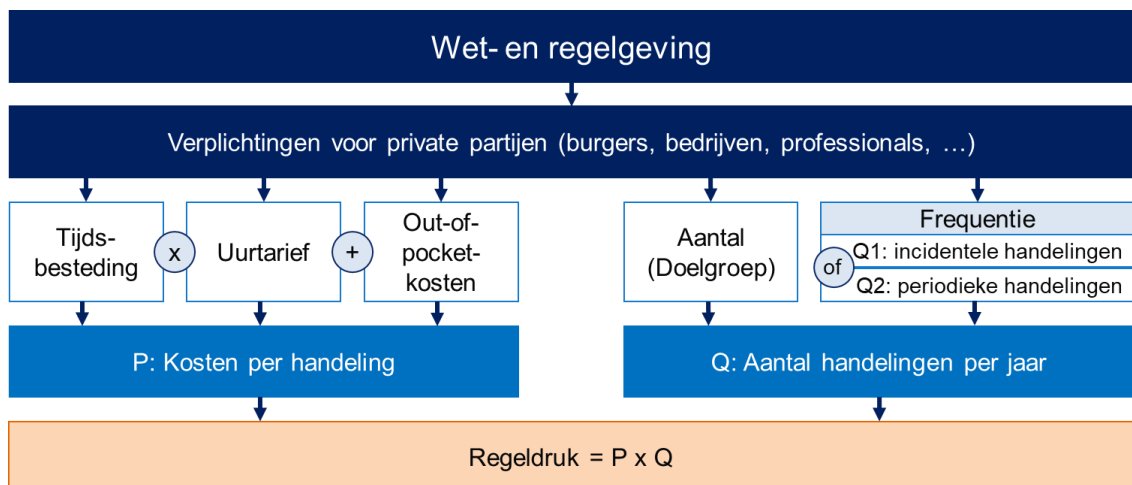 Wet- en regelgeving
Verplichtingen voor private partijen (burgers, bedrijven, professionals, …)
Tijds-
besteding
x
Uurtarief
+
Out-of-
pocket-
kosten
Aantal
(Doelgroep)
Frequentie
of
Q1: incidentele handelingen
Q2: periodieke handelingen
P: Kosten per handeling
Q: Aantal handelingen per jaar
Regeldruk = P x Q